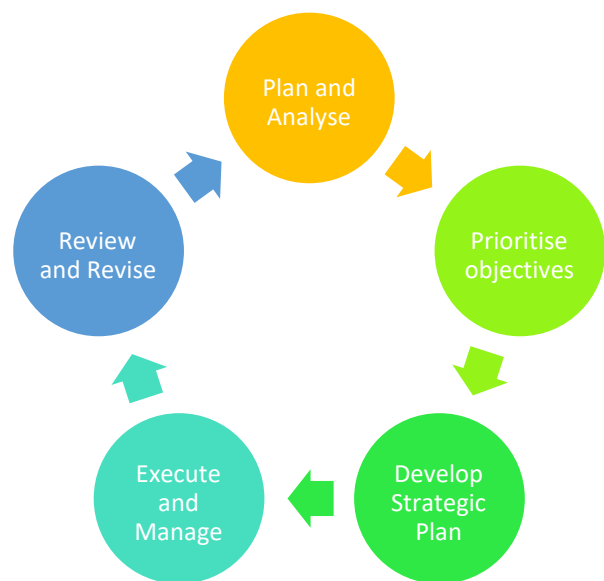 Plan and
Analyse
Prioritise
objectives
Develop
Strategic
Plan
Execute
and
Manage
Review
and Revise